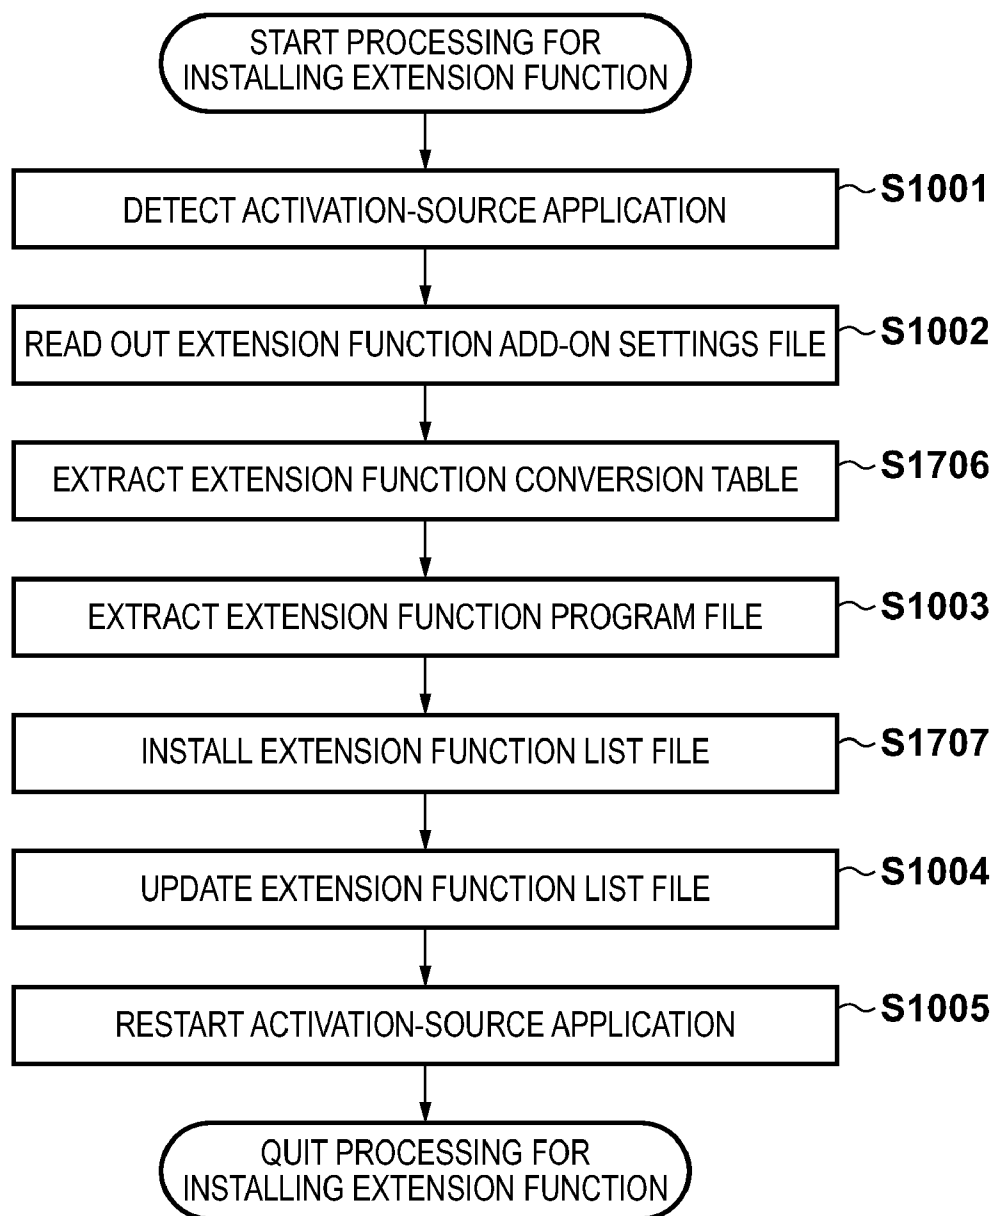 START PROCESSING FOR
INSTALLING EXTENSION FUNCTION
DETECT ACTIVATION-SOURCE APPLICATION
S1001
READ OUT EXTENSION FUNCTION ADD-ON SETTINGS FILE
S1002
EXTRACT EXTENSION FUNCTION CONVERSION TABLE
S1706
EXTRACT EXTENSION FUNCTION PROGRAM FILE
S1003
INSTALL EXTENSION FUNCTION LIST FILE
S1707
UPDATE EXTENSION FUNCTION LIST FILE
S1004
RESTART ACTIVATION-SOURCE APPLICATION
S1005
QUIT PROCESSING FOR
INSTALLING EXTENSION FUNCTION